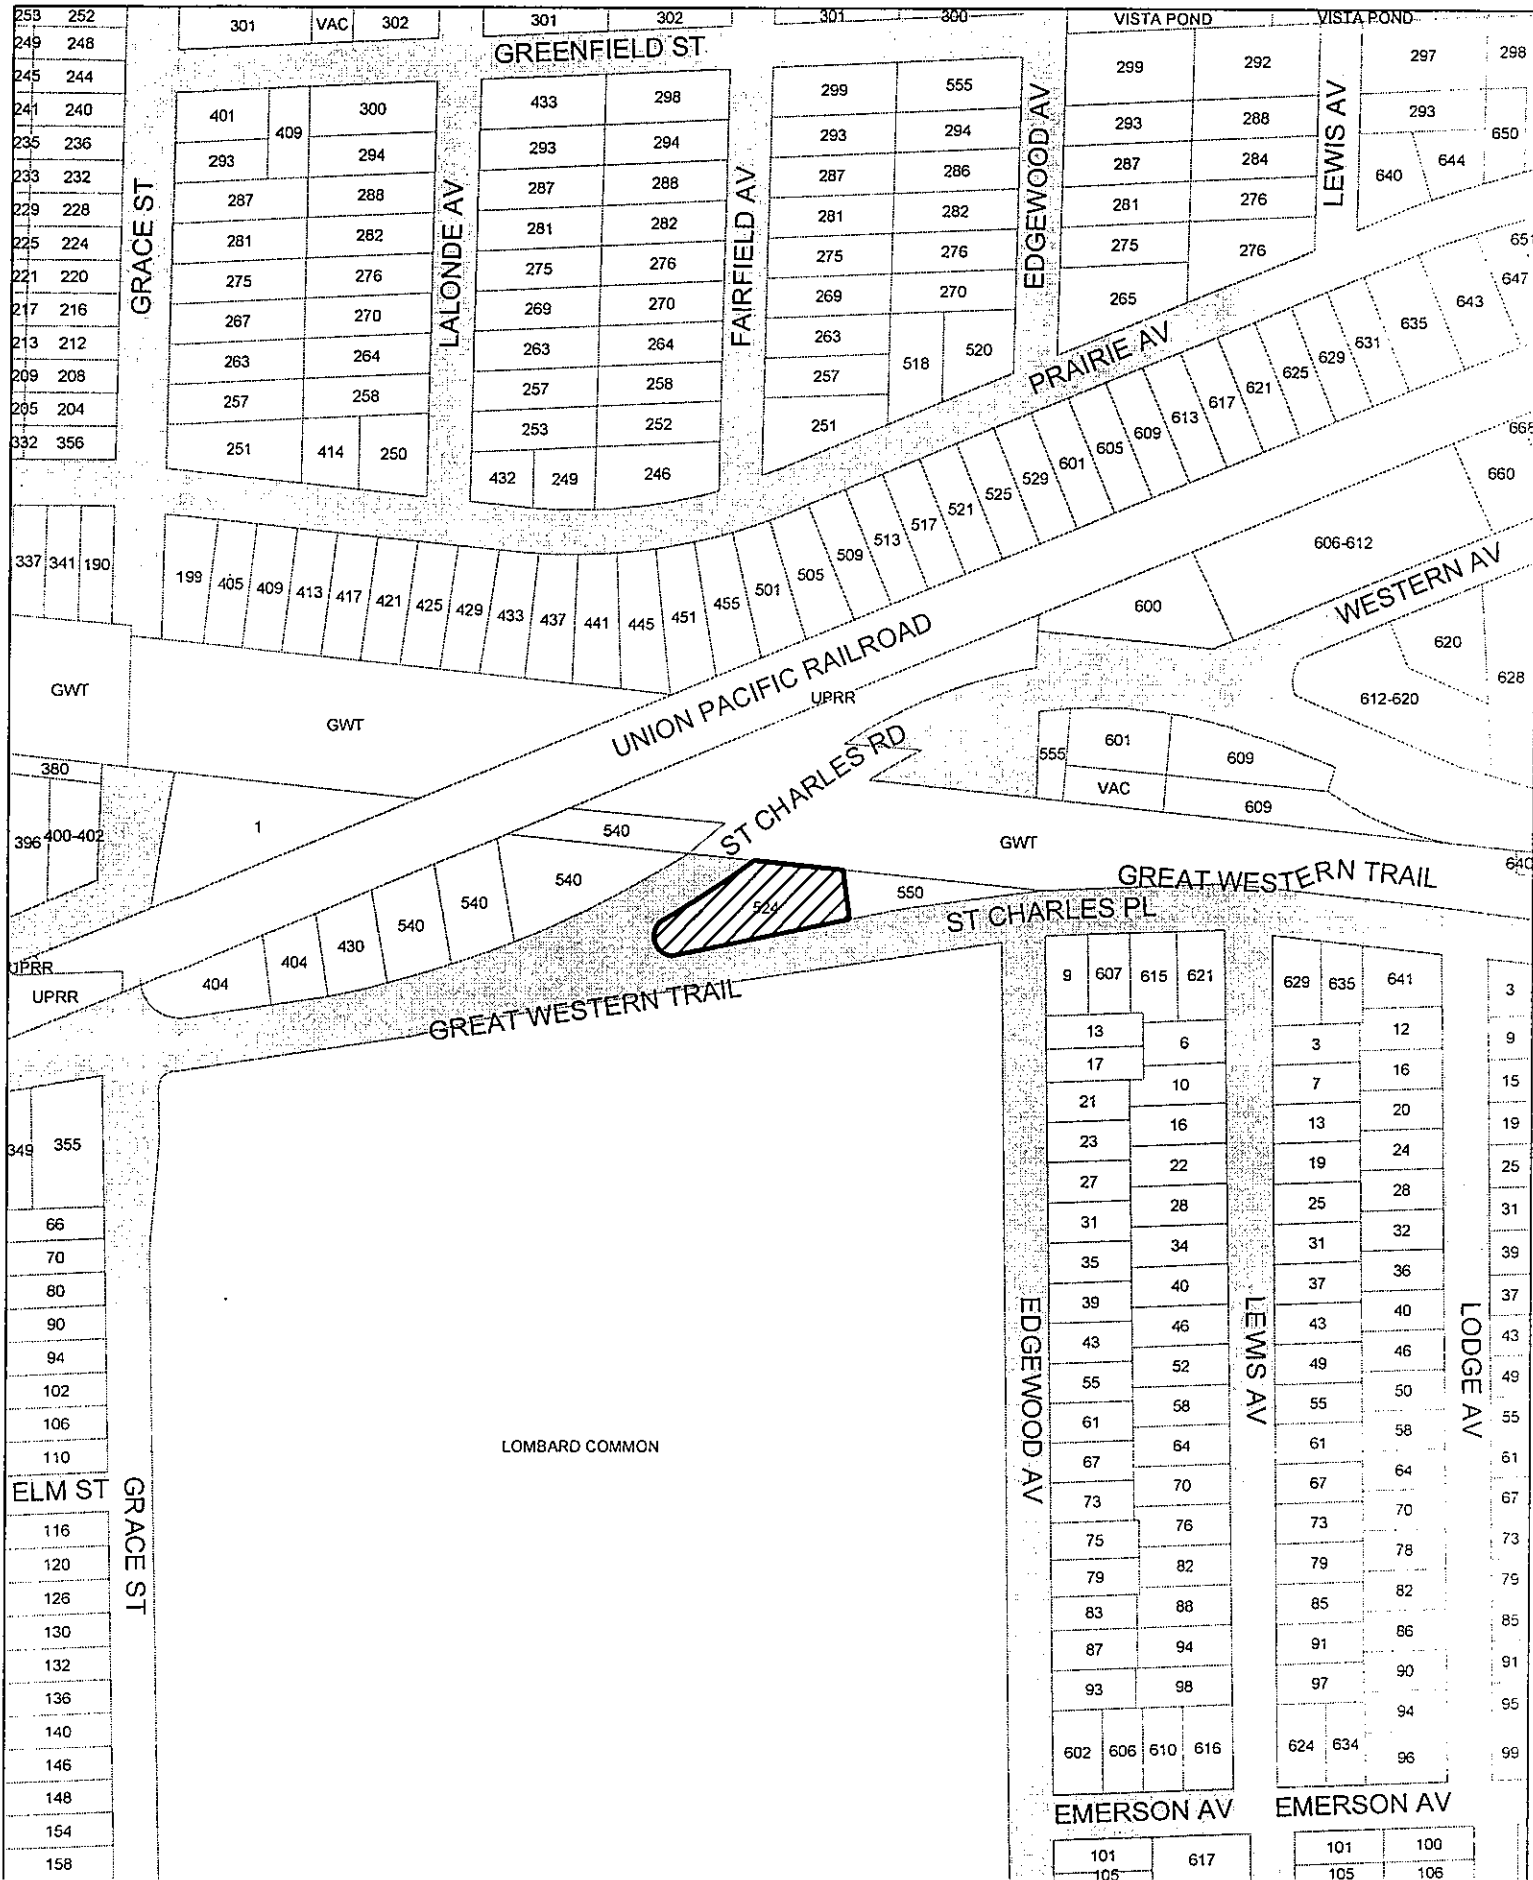 253 252
301 VAC 302 301 302 301 300 VISTA POND VISTA POND
249 248
GREENFIELD ST
245 244
299 292 297 298
241 240
401 409 300 433 298 299 555
293 288 293 650
235 236
293 294 293 294 293 294
287 284 640 644
233 232
287 288 287 288 287 286
281 276
229 228
GRACE ST
LALONDE AV
FAIRFIELD AV
EDGEWOOD AV
LEWIS AV
281 282 281 282 281 282
275 276
225 224
275 276 275 276 275 276
265
221 220
267 270 269 270 269 270
217 216
263 264 263 264 263 518 520
213 212
257 258 257 258 257
209 208
251 414 250 253 252 251
205 204
432 249 246
332 356
PRAIRIE AV
337 341 190
199 405 409 413 417 421 425 429 433 437 441 445 451 455 501 505 509 513 517 521 525 529 601 605 609 613 617 621 625 629 631 635 643 647
660
606-612
600
WESTERN AV
620
628
612-620
GWT
GWT
UNION PACIFIC RAILROAD
UPRR
ST CHARLES RD
555 601 609
VAC 609
380
396 400-402
1
540
GWT
640
GREAT WESTERN TRAIL
540
524
550
ST CHARLES PL
404 404 430 540 540
UPRR
UPRR
GREAT WESTERN TRAIL
9 607 615 621 629 635 641 3
13 6 3 12 9
17 10 7 16 15
21 16 13 20 19
23 22 19 24 25
27 28 25 28 31
31 34 31 32 39
35 40 37 36 37
39 46 43 40 43
43 52 49 46 49
55 58 55 50 55
61 64 61 58 61
67 70 67 64 67
73 76 73 70 73
75 82 79 78 79
79 88 85 82 85
83 94 91 86 91
87 98 97 90 95
93 94
602 606 610 616 624 634 96 99
EDGEWOOD AV
LEWIS AV
LODGE AV
349 355
66
70
80
90
94
102
106
110
LOMBARD COMMON
ELM ST
GRACE ST
116
120
126
130
132
136
140
146
148
154
158
EMERSON AV EMERSON AV
101 617 101 100
105 105 106